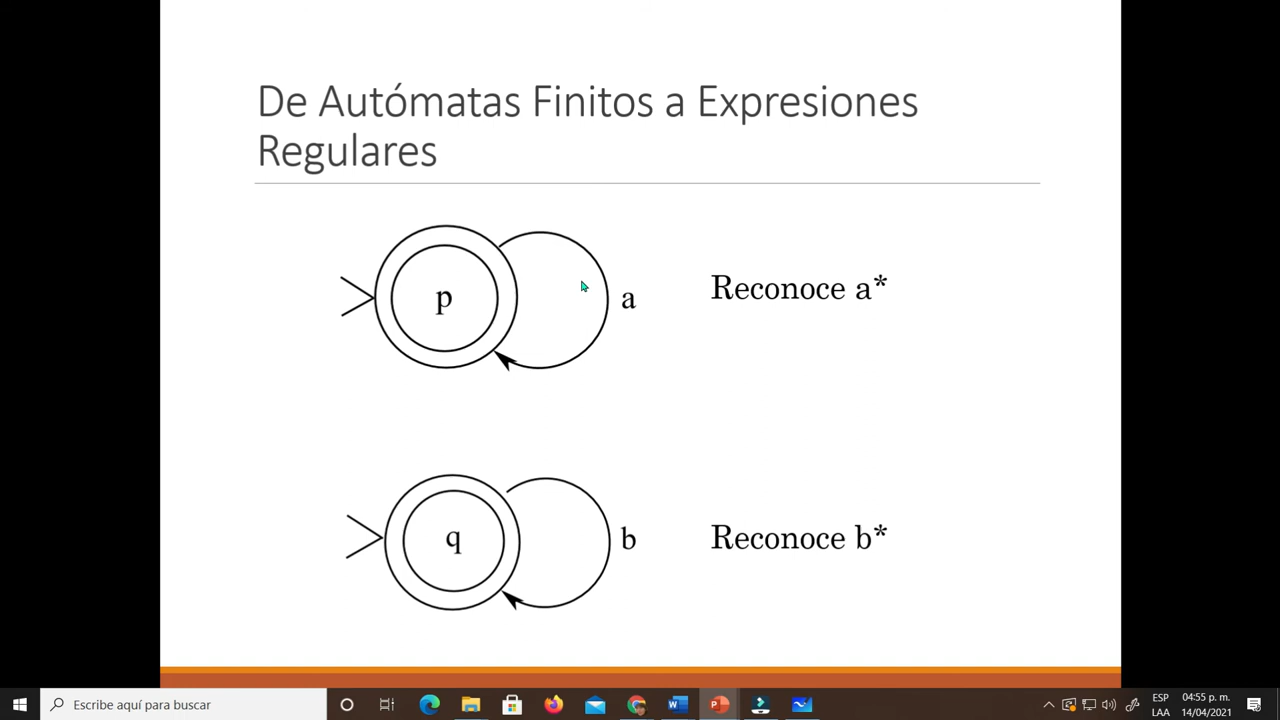 De Autómatas Finitos a Expresiones
Regulares
p
a
Reconoce a*
q
b
Reconoce b*
Escribe aquí para buscar
ESP
LAA
04:55 p. m.
14/04/2021